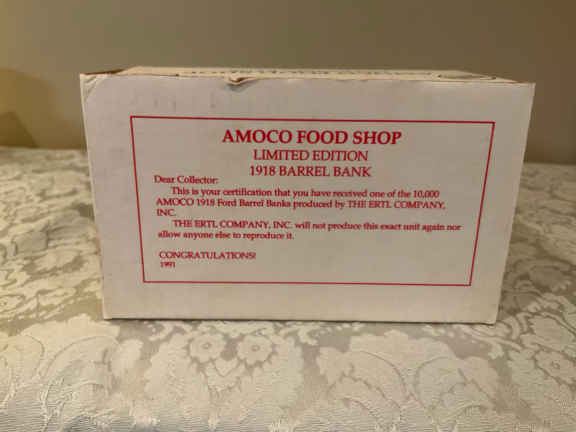 AMOCO FOOD SHOP
LIMITED EDITION
1918 BARREL BANK
Dear Collector:
This is your certification that you have received one of the 10,000
AMOCO 1918 Ford Barrel Banks produced by THE ERTL COMPANY,
INC.
THE ERTL COMPANY, INC. will not produce this exact unit again nor
allow anyone else to reproduce it.
CONGRATULATIONS!
1991